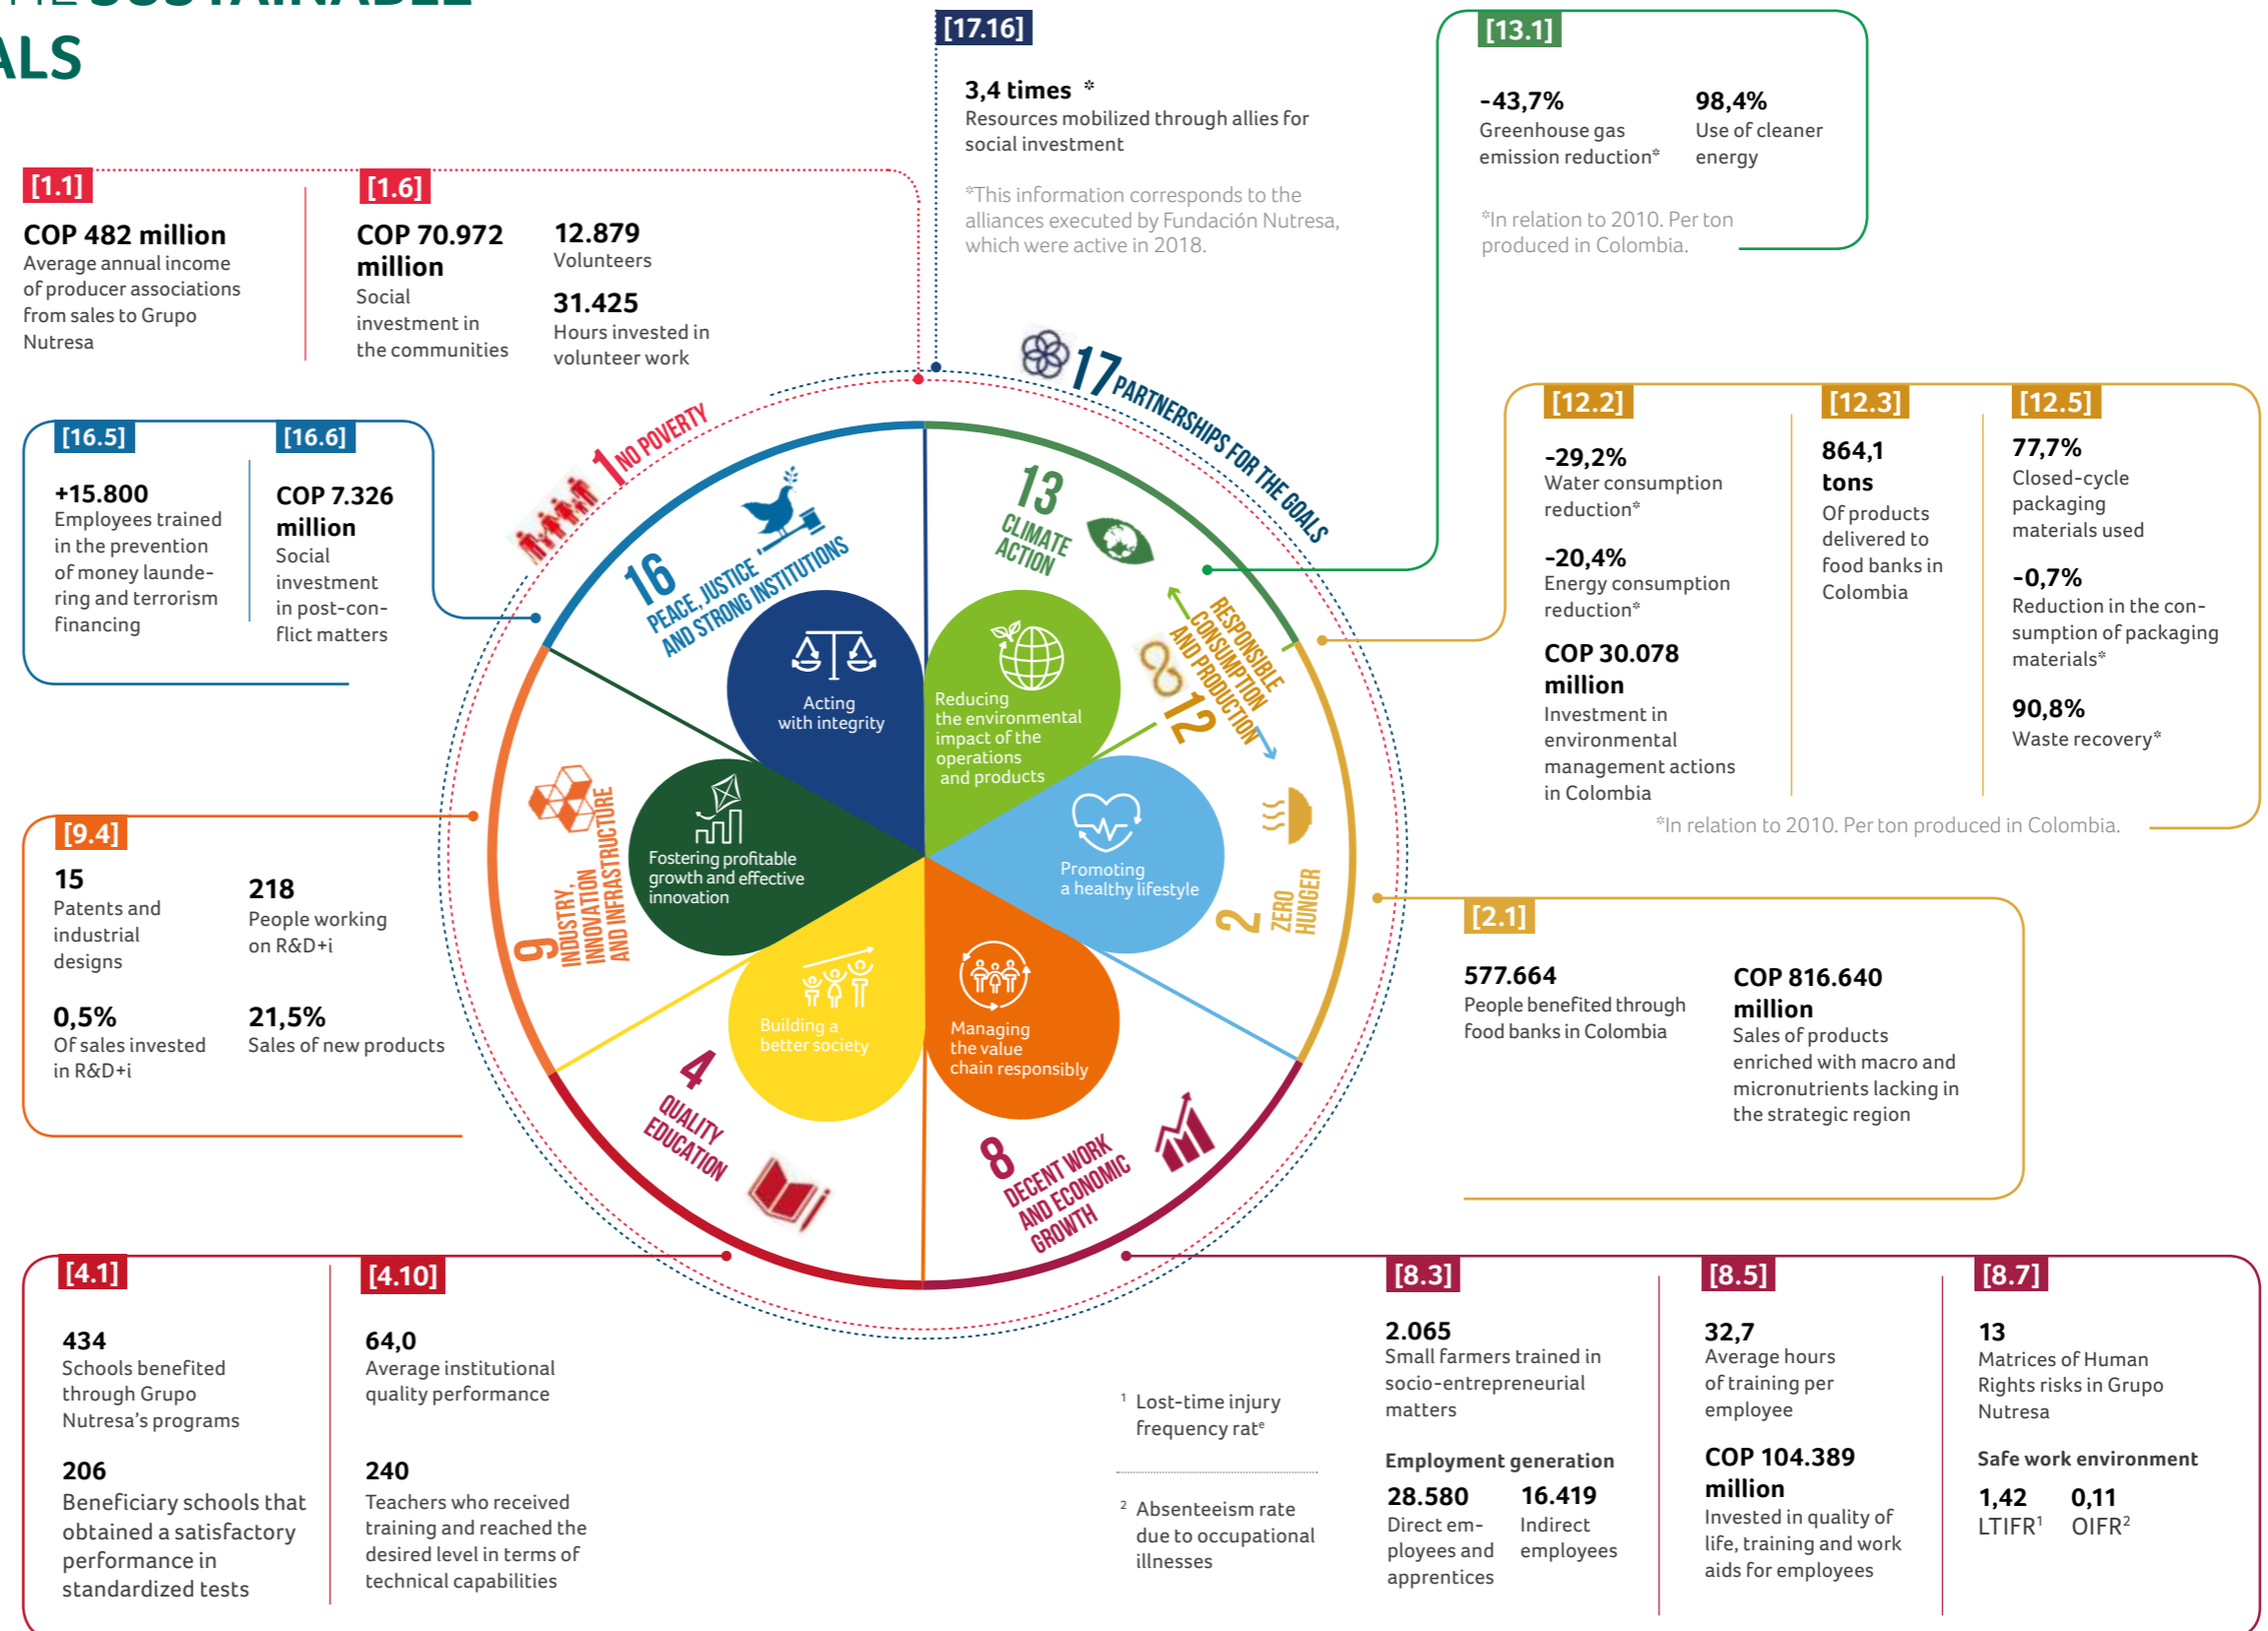 SUSTAINABLE
ALS
[17.16]
3,4 times *
Resources mobilized through allies for
social investment
*This information corresponds to the
alliances executed by Fundación Nutresa,
which were active in 2018.
[13.1]
-43,7%
Greenhouse gas
emission reduction*
98,4%
Use of cleaner
energy
*In relation to 2010. Per ton
produced in Colombia.
[1.1]
COP 482 million
Average annual income
of producer associations
from sales to Grupo
Nutresa
[1.6]
COP 70.972
million
Social
investment in
the communities
12.879
Volunteers
31.425
Hours invested in
volunteer work
[16.5]
+15.800
Employees trained
in the prevention
of money launde-
ring and terrorism
financing
[16.6]
COP 7.326
million
Social
investment
in post-con-
flict matters
[12.2]
-29,2%
Water consumption
reduction*
-20,4%
Energy consumption
reduction*
COP 30.078
million
Investment in
environmental
management actions
in Colombia
[12.3]
864,1
tons
Of products
delivered to
food banks in
Colombia
[12.5]
77,7%
Closed-cycle
packaging
materials used
-0,7%
Reduction in the con-
sumption of packaging
materials*
90,8%
Waste recovery*
*In relation to 2010. Per ton produced in Colombia.
1 NO POVERTY
17 PARTNERSHIPS FOR THE GOALS
16
PEACE, JUSTICE
AND STRONG INSTITUTIONS
13
CLIMATE
ACTION
RESPONSIBLE
CONSUMPTION
AND PRODUCTION
12
2
ZERO
HUNGER
8
DECENT WORK
AND ECONOMIC
GROWTH
4
QUALITY
EDUCATION
9
INDUSTRY,
INNOVATION
AND INFRASTRUCTURE
Acting
with integrity
Reducing
the environmental
impact of the
operations
and products
Promoting
a healthy lifestyle
Managing
the value
chain responsibly
Building a
better society
Fostering profitable
growth and effective
innovation
[9.4]
15
Patents and
industrial
designs
218
People working
on R&D+i
0,5%
Of sales invested
in R&D+i
21,5%
Sales of new products
[2.1]
577.664
People benefited through
food banks in Colombia
COP 816.640
million
Sales of products
enriched with macro and
micronutrients lacking in
the strategic region
[4.1]
434
Schools benefited
through Grupo
Nutresa's programs
206
Beneficiary schools that
obtained a satisfactory
performance in
standardized tests
[4.10]
64,0
Average institutional
quality performance
240
Teachers who received
training and reached the
desired level in terms of
technical capabilities
1 Lost-time injury
frequency rate
2 Absenteeism rate
due to occupational
illnesses
[8.3]
2.065
Small farmers trained in
socio-entrepreneurial
matters
Employment generation
28.580
Direct em-
ployees and
apprentices
16.419
Indirect
employees
[8.5]
32,7
Average hours
of training per
employee
COP 104.389
million
Invested in quality of
life, training and work
aids for employees
[8.7]
13
Matrices of Human
Rights risks in Grupo
Nutresa
Safe work environment
1,42
LTIFR1
0,11
OIFR2